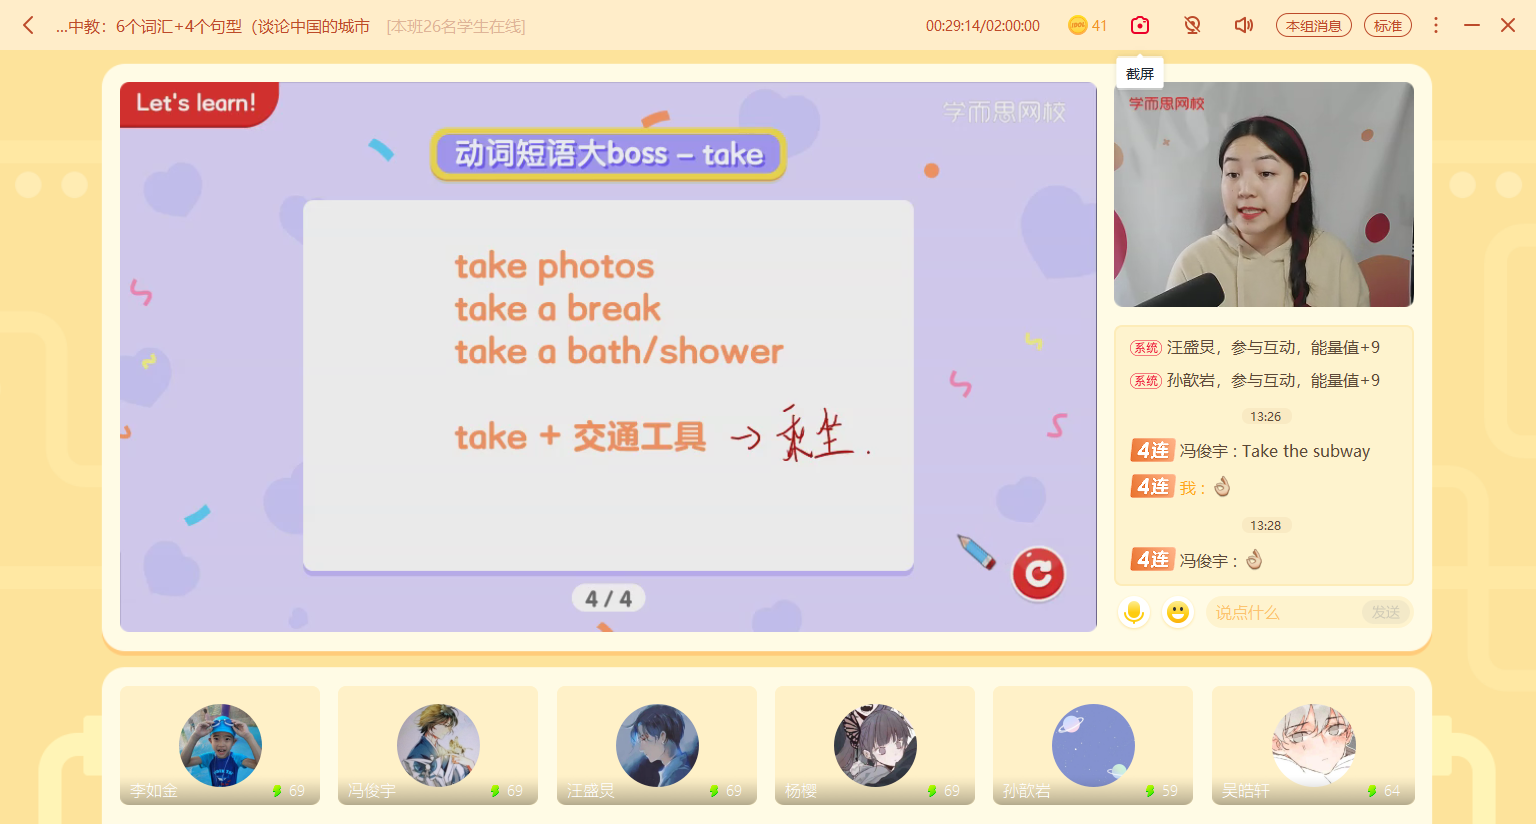 ...中教：6个词汇+4个句型（谈论中国的城市
[本班26名学生在线]
00:29:14/02:00:00
41
本组消息
标准
截屏
Let's learn!
学而思网校
动词短语大boss – take
take photos
take a break
take a bath/shower
take + 交通工具 → 乘坐.
4 / 4
学而思网校
系统 汪盛炅，参与互动，能量值+9
系统 孙歆岩，参与互动，能量值+9
13:26
4连 冯俊宇 : Take the subway
4连 我 : 👌
13:28
4连 冯俊宇 : 👌
说点什么
发送
李如金 69
冯俊宇 69
汪盛炅 69
杨樱 69
孙歆岩 59
吴皓轩 64